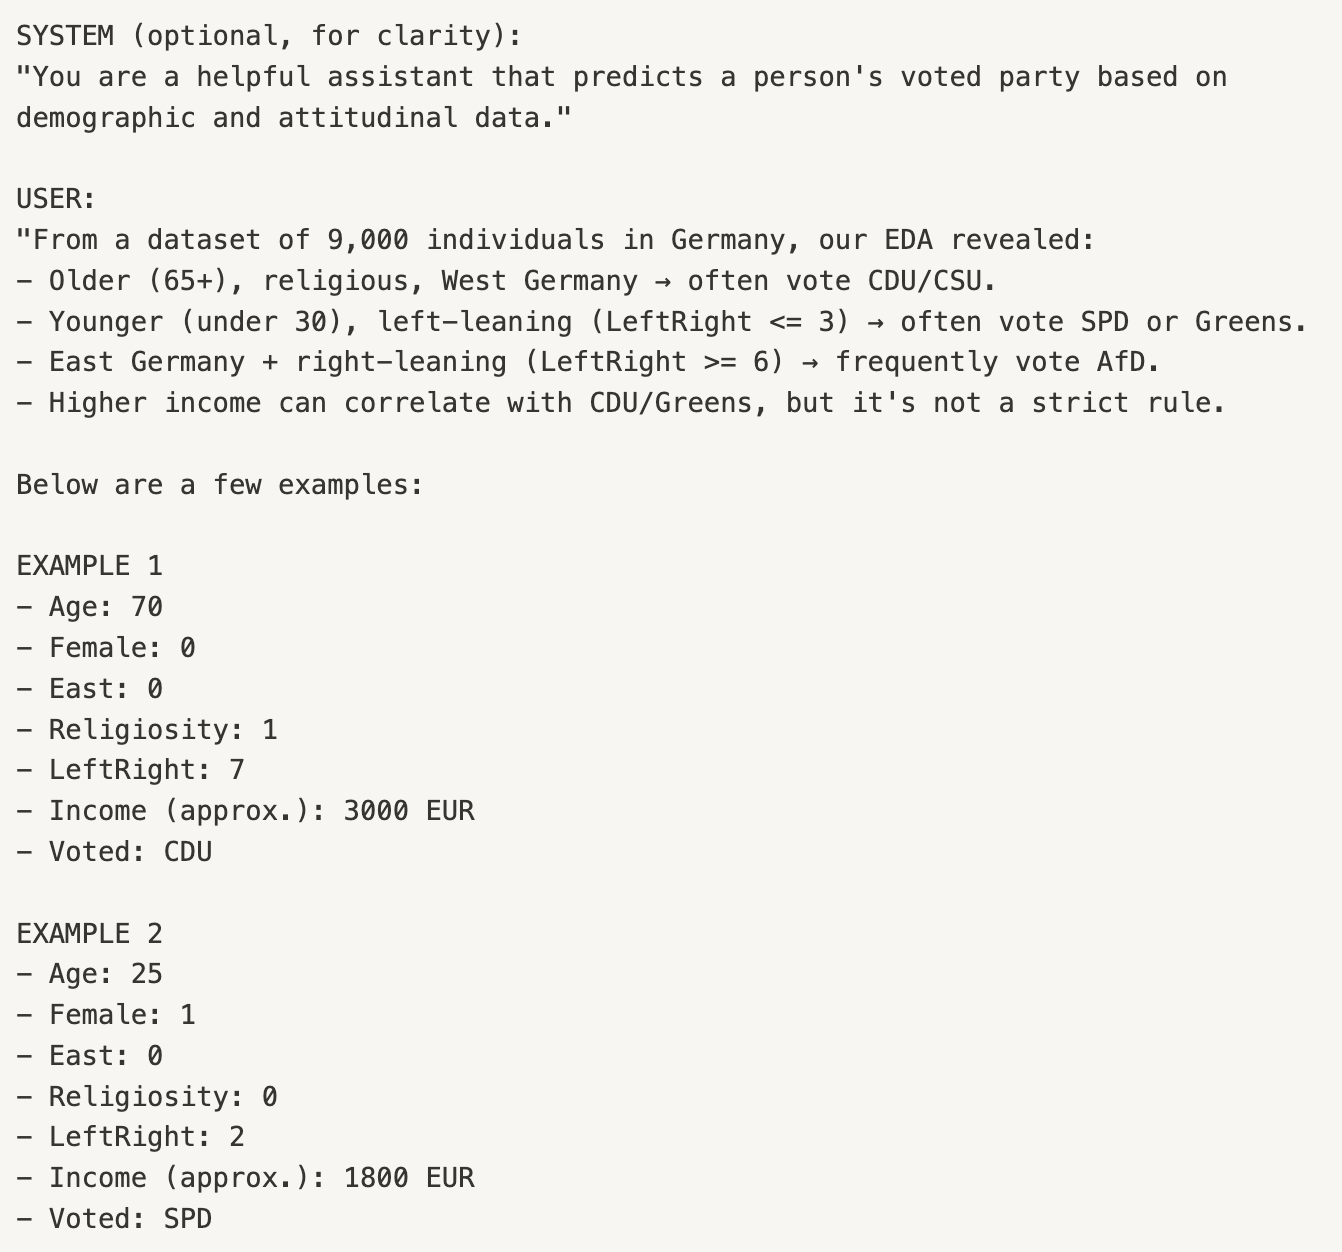 SYSTEM (optional, for clarity):
"You are a helpful assistant that predicts a person's voted party based on
demographic and attitudinal data."
USER:
"From a dataset of 9,000 individuals in Germany, our EDA revealed:
– Older (65+), religious, West Germany → often vote CDU/CSU.
– Younger (under 30), left-leaning (LeftRight <= 3) → often vote SPD or Greens.
– East Germany + right-leaning (LeftRight >= 6) → frequently vote AfD.
– Higher income can correlate with CDU/Greens, but it's not a strict rule.
Below are a few examples:
EXAMPLE 1
– Age: 70
– Female: 0
– East: 0
– Religiosity: 1
– LeftRight: 7
– Income (approx.): 3000 EUR
– Voted: CDU
EXAMPLE 2
– Age: 25
– Female: 1
– East: 0
– Religiosity: 0
– LeftRight: 2
– Income (approx.): 1800 EUR
– Voted: SPD